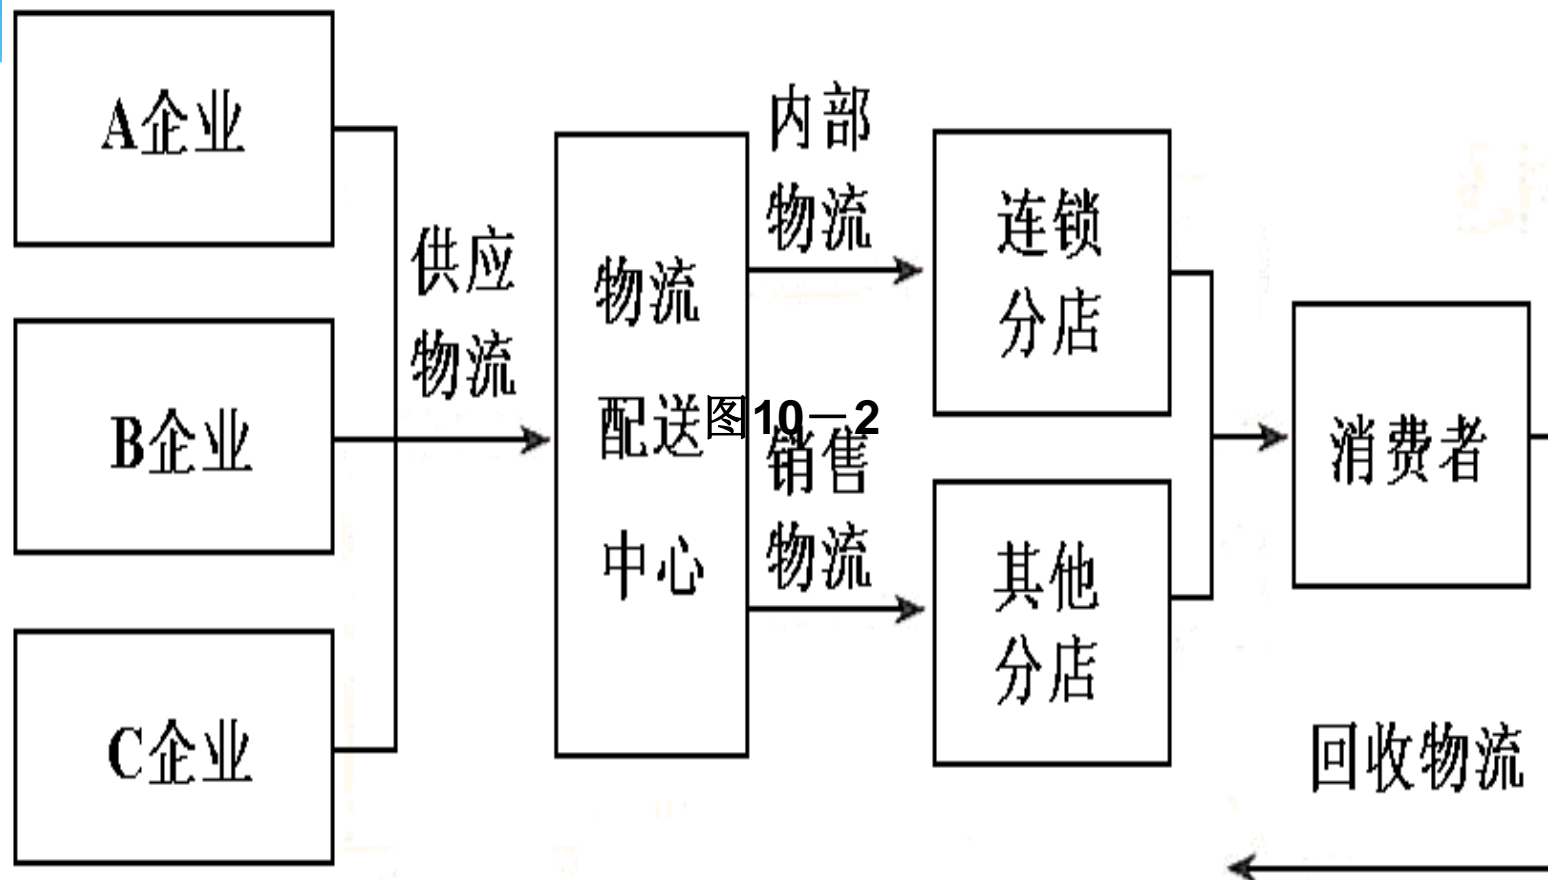 A企业
B企业
C企业
供应
物流
物流
配送
中心
图10－2
内部
物流
销售
物流
连锁
分店
其他
分店
消费者
回收物流